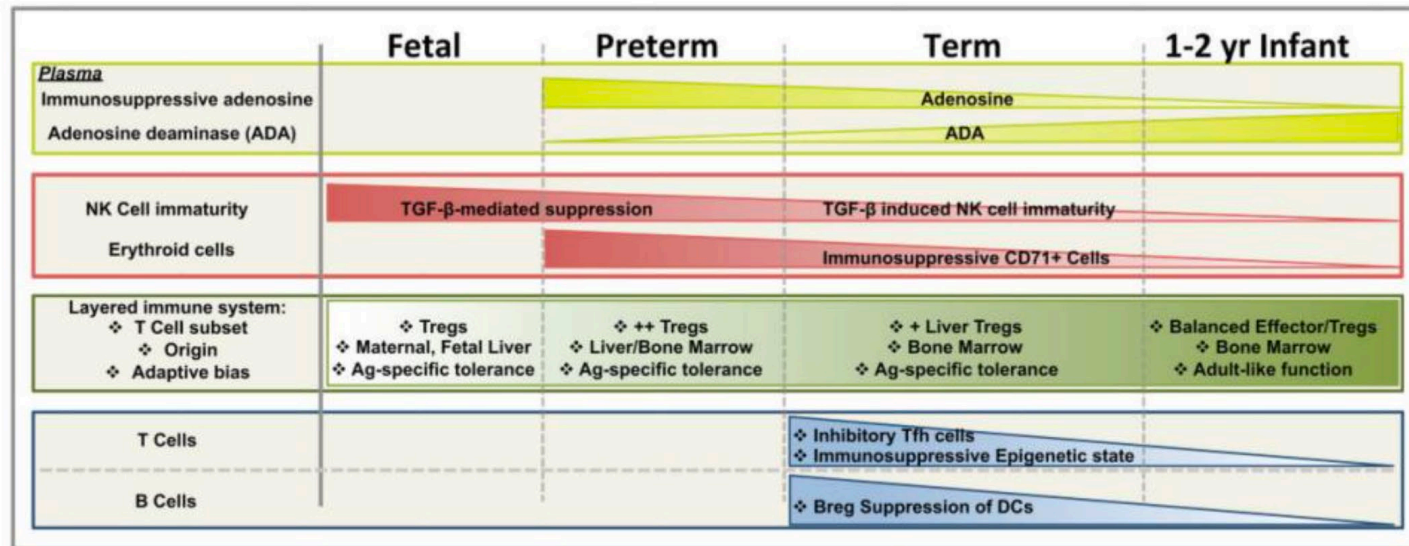 Fetal Preterm Term 1-2 yr Infant
Plasma
Immunosuppressive adenosine Adenosine
Adenosine deaminase (ADA) ADA
NK Cell immaturity TGF-β-mediated suppression TGF-β induced NK cell immaturity
Erythroid cells Immunosuppressive CD71+ Cells
Layered immune system:
❖ T Cell subset ❖ Tregs ❖ ++ Tregs ❖ + Liver Tregs ❖ Balanced Effector/Tregs
❖ Origin ❖ Maternal, Fetal Liver ❖ Liver/Bone Marrow ❖ Bone Marrow ❖ Bone Marrow
❖ Adaptive bias ❖ Ag-specific tolerance ❖ Ag-specific tolerance ❖ Ag-specific tolerance ❖ Adult-like function
T Cells ❖ Inhibitory Tfh cells
❖ Immunosuppressive Epigenetic state
B Cells ❖ Breg Suppression of DCs